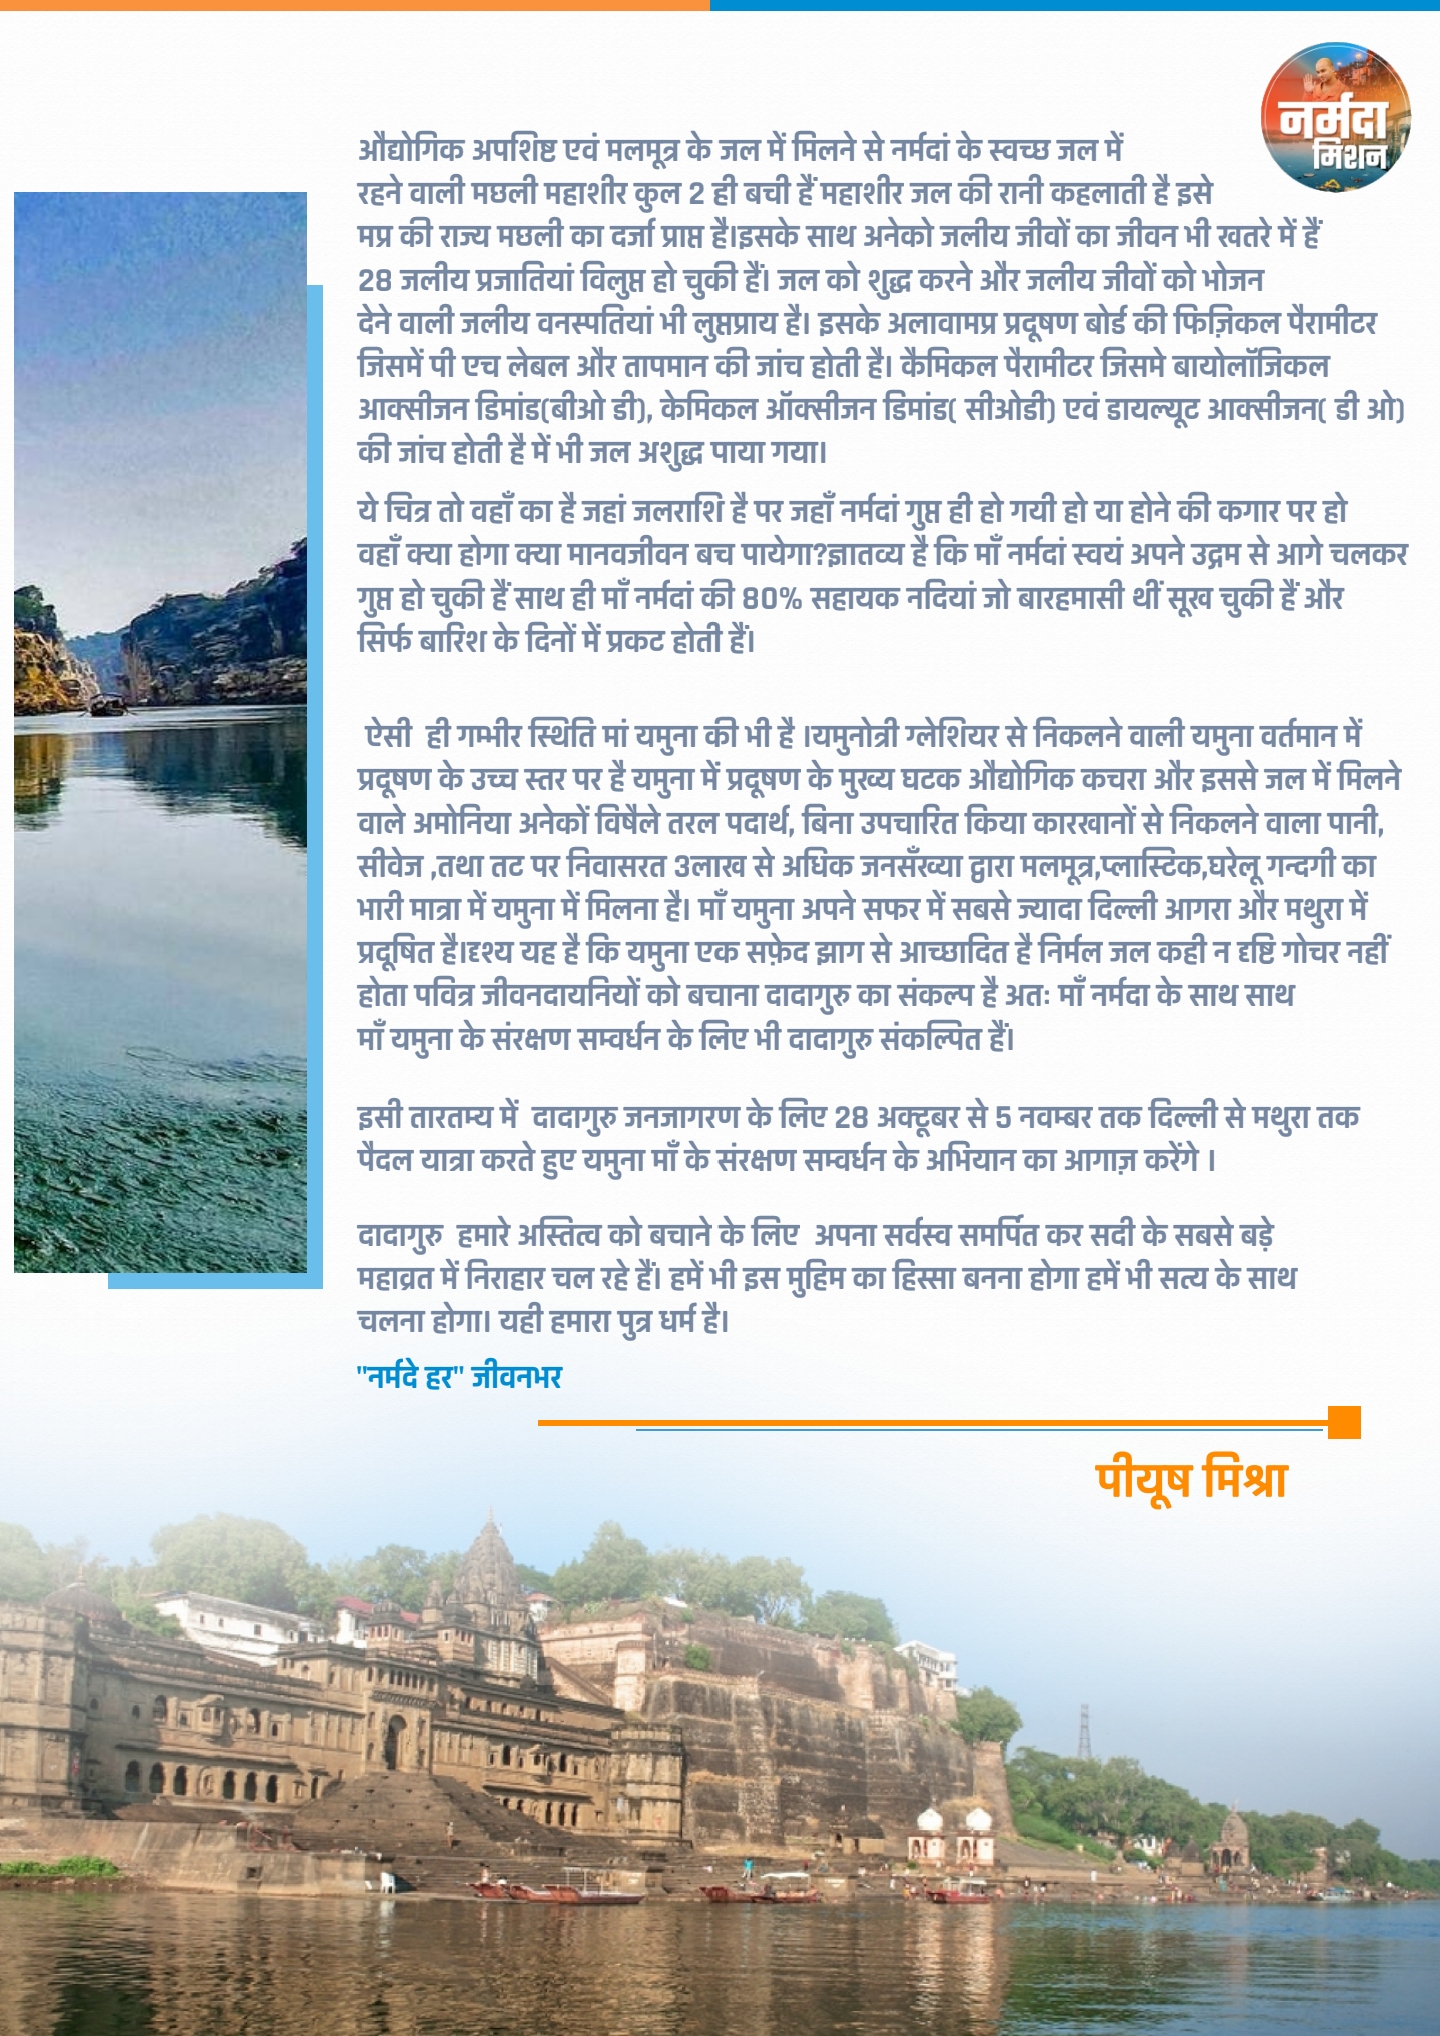 नर्मदा
मिशन
औद्योगिक अपशिष्ट एवं मलमूत्र के जल में मिलने से नर्मदां के स्वच्छ जल में
रहने वाली मछली महाशीर कुल 2 ही बची हैं महाशीर जल की रानी कहलाती है इसे
मप्र की राज्य मछली का दर्जा प्राप्त है।इसके साथ अनेको जलीय जीवों का जीवन भी खतरे में हैं
28 जलीय प्रजातियां विलुप्त हो चुकी हैं। जल को शुद्ध करने और जलीय जीवों को भोजन
देने वाली जलीय वनस्पतियां भी लुप्तप्राय है। इसके अलावामप्र प्रदूषण बोर्ड की फिज़िकल पैरामीटर
जिसमें पी एच लेबल और तापमान की जांच होती है। कैमिकल पैरामीटर जिसमे बायोलॉजिकल
आक्सीजन डिमांड(बीओ डी), केमिकल ऑक्सीजन डिमांड( सीओडी) एवं डायल्यूट आक्सीजन( डी ओ)
की जांच होती है में भी जल अशुद्ध पाया गया।
ये चित्र तो वहाँ का है जहां जलराशि है पर जहाँ नर्मदां गुप्त ही हो गयी हो या होने की कगार पर हो
वहाँ क्या होगा क्या मानवजीवन बच पायेगा?ज्ञातव्य है कि माँ नर्मदां स्वयं अपने उद्गम से आगे चलकर
गुप्त हो चुकी हैं साथ ही माँ नर्मदां की 80% सहायक नदियां जो बारहमासी थीं सूख चुकी हैं और
सिर्फ बारिश के दिनों में प्रकट होती हैं।
ऐसी ही गम्भीर स्थिति मां यमुना की भी है ।यमुनोत्री ग्लेशियर से निकलने वाली यमुना वर्तमान में
प्रदूषण के उच्च स्तर पर है यमुना में प्रदूषण के मुख्य घटक औद्योगिक कचरा और इससे जल में मिलने
वाले अमोनिया अनेकों विषैले तरल पदार्थ, बिना उपचारित किया कारखानों से निकलने वाला पानी,
सीवेज ,तथा तट पर निवासरत 3लाख से अधिक जनसँख्या द्वारा मलमूत्र,प्लास्टिक,घरेलू गन्दगी का
भारी मात्रा में यमुना में मिलना है। माँ यमुना अपने सफर में सबसे ज्यादा दिल्ली आगरा और मथुरा में
प्रदूषित है।दृश्य यह है कि यमुना एक सफ़ेद झाग से आच्छादित है निर्मल जल कही न दृष्टि गोचर नहीं
होता पवित्र जीवनदायनियों को बचाना दादागुरु का संकल्प है अतः माँ नर्मदा के साथ साथ
माँ यमुना के संरक्षण सम्वर्धन के लिए भी दादागुरु संकल्पित हैं।
इसी तारतम्य में दादागुरु जनजागरण के लिए 28 अक्टूबर से 5 नवम्बर तक दिल्ली से मथुरा तक
पैदल यात्रा करते हुए यमुना माँ के संरक्षण सम्वर्धन के अभियान का आगाज़ करेंगे ।
दादागुरु हमारे अस्तित्व को बचाने के लिए अपना सर्वस्व समर्पित कर सदी के सबसे बड़े
महाव्रत में निराहार चल रहे हैं। हमें भी इस मुहिम का हिस्सा बनना होगा हमें भी सत्य के साथ
चलना होगा। यही हमारा पुत्र धर्म है।
"नर्मदे हर" जीवनभर
पीयूष मिश्रा